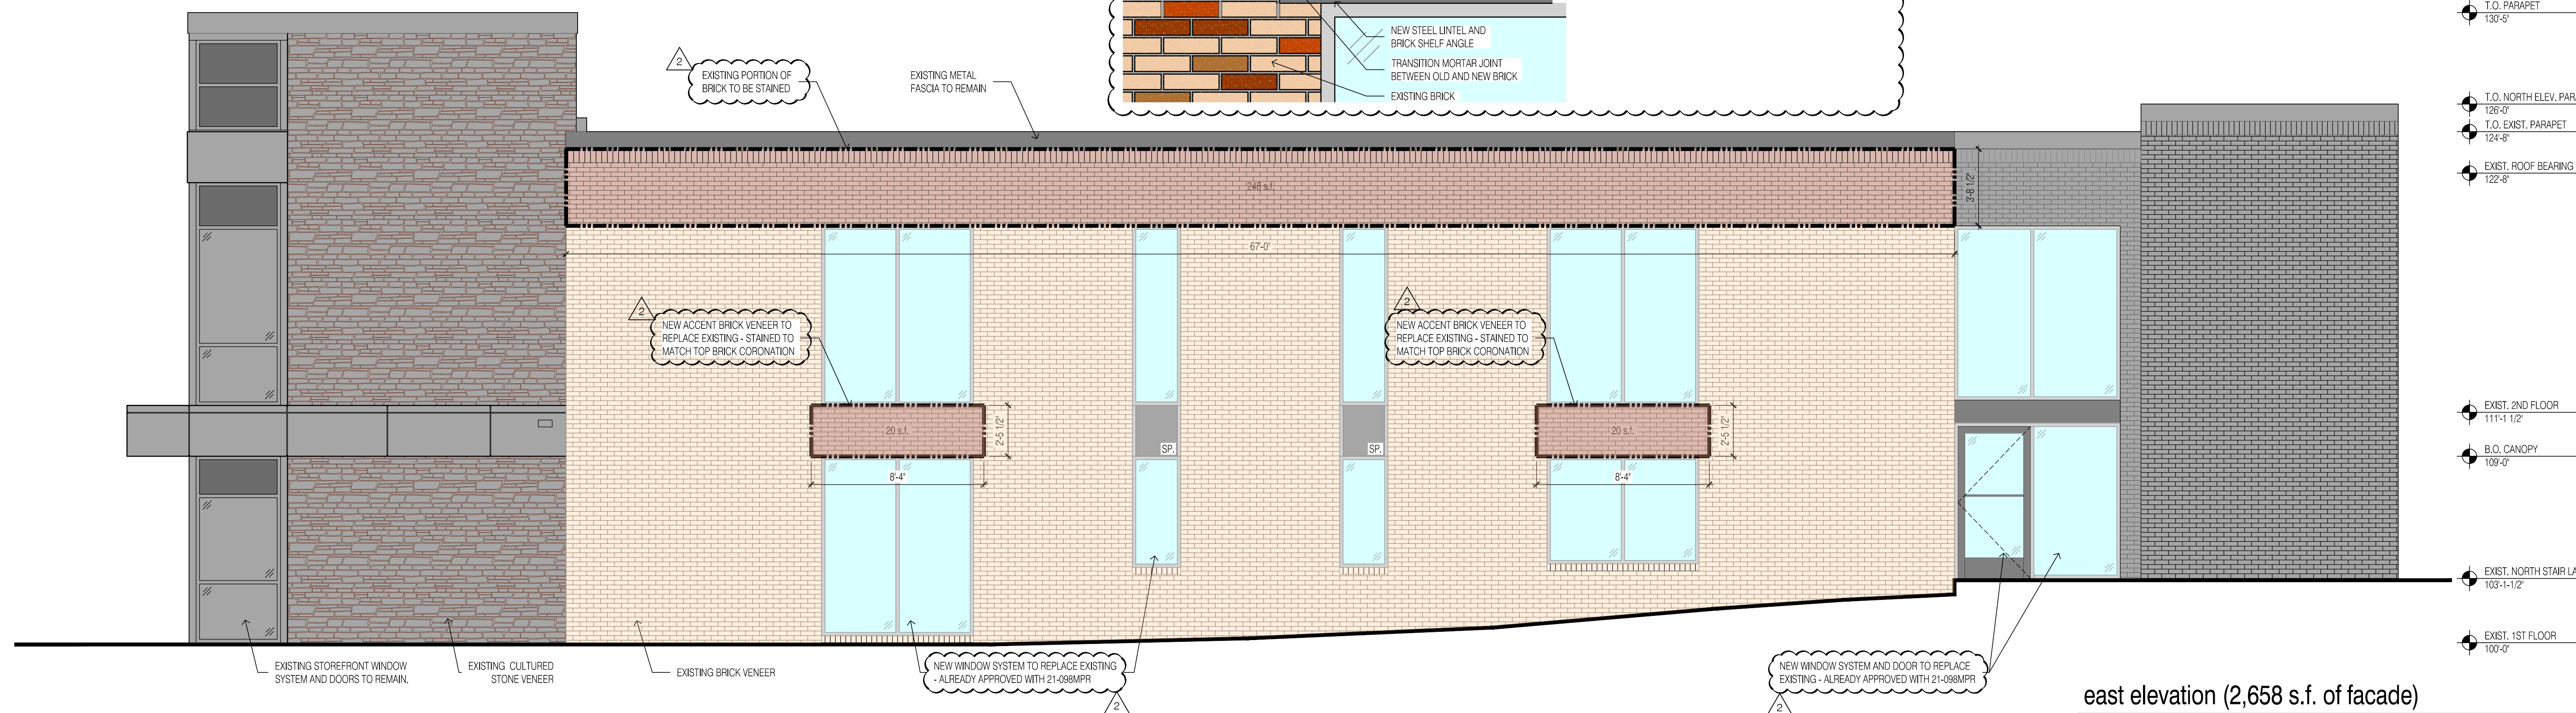 NEW STEEL LINTEL AND
BRICK SHELF ANGLE
TRANSITION MORTAR JOINT
BETWEEN OLD AND NEW BRICK
EXISTING BRICK
T.O. PARAPET
130'-5"
2
EXISTING PORTION OF
BRICK TO BE STAINED
EXISTING METAL
FASCIA TO REMAIN
T.O. NORTH ELEV. PAR
126'-0"
T.O. EXIST. PARAPET
124'-8"
EXIST. ROOF BEARING
122'-8"
248 s.f.
3'-8 1/2"
67'-0"
2
NEW ACCENT BRICK VENEER TO
REPLACE EXISTING - STAINED TO
MATCH TOP BRICK CORONATION
2
NEW ACCENT BRICK VENEER TO
REPLACE EXISTING - STAINED TO
MATCH TOP BRICK CORONATION
20 s.f.
2'-5 1/2"
8'-4"
SP.
SP.
20 s.f.
2'-5 1/2"
8'-4"
EXIST. 2ND FLOOR
111'-1 1/2"
B.O. CANOPY
109'-0"
EXIST. NORTH STAIR LA
103'-1-1/2"
EXIST. 1ST FLOOR
100'-0"
EXISTING STOREFRONT WINDOW
SYSTEM AND DOORS TO REMAIN.
EXISTING CULTURED
STONE VENEER
EXISTING BRICK VENEER
NEW WINDOW SYSTEM TO REPLACE EXISTING
- ALREADY APPROVED WITH 21-098MPR
2
NEW WINDOW SYSTEM AND DOOR TO REPLACE
EXISTING - ALREADY APPROVED WITH 21-098MPR
2
east elevation (2,658 s.f. of facade)